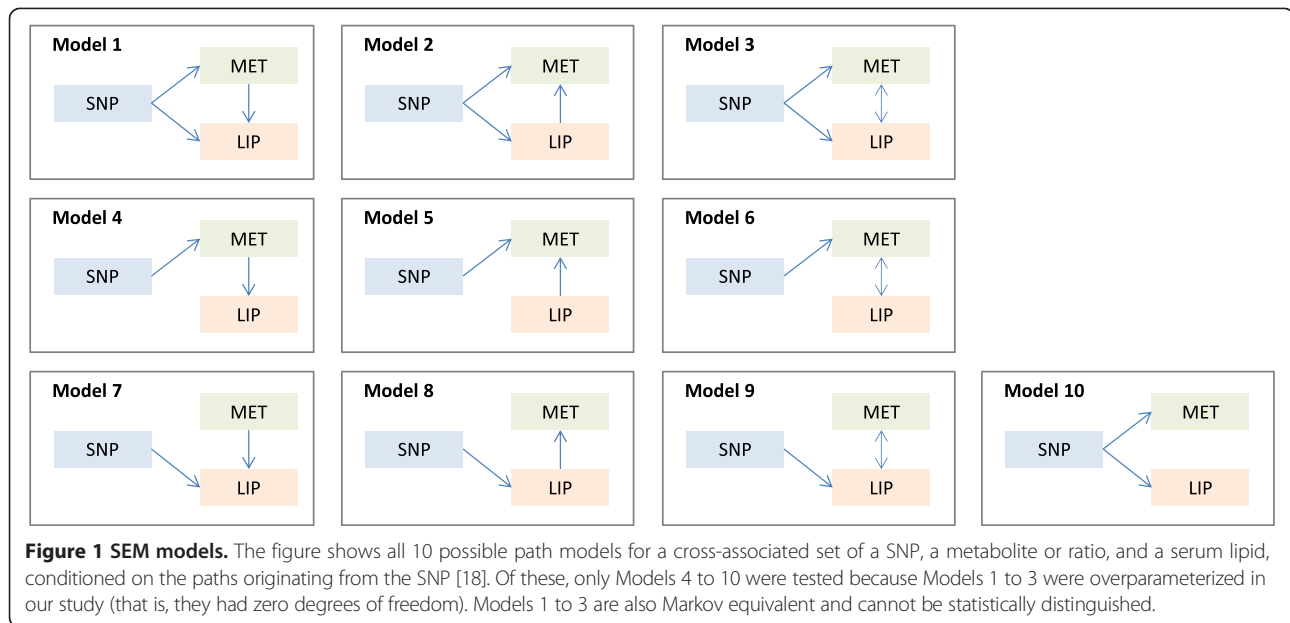 Model 1
MET
SNP
LIP
Model 2
MET
SNP
LIP
Model 3
MET
SNP
LIP
Model 4
MET
SNP
LIP
Model 5
MET
SNP
LIP
Model 6
MET
SNP
LIP
Model 7
MET
SNP
LIP
Model 8
MET
SNP
LIP
Model 9
MET
SNP
LIP
Model 10
MET
SNP
LIP
Figure 1 SEM models. The figure shows all 10 possible path models for a cross-associated set of a SNP, a metabolite or ratio, and a serum lipid,
conditioned on the paths originating from the SNP [18]. Of these, only Models 4 to 10 were tested because Models 1 to 3 were overparameterized in
our study (that is, they had zero degrees of freedom). Models 1 to 3 are also Markov equivalent and cannot be statistically distinguished.